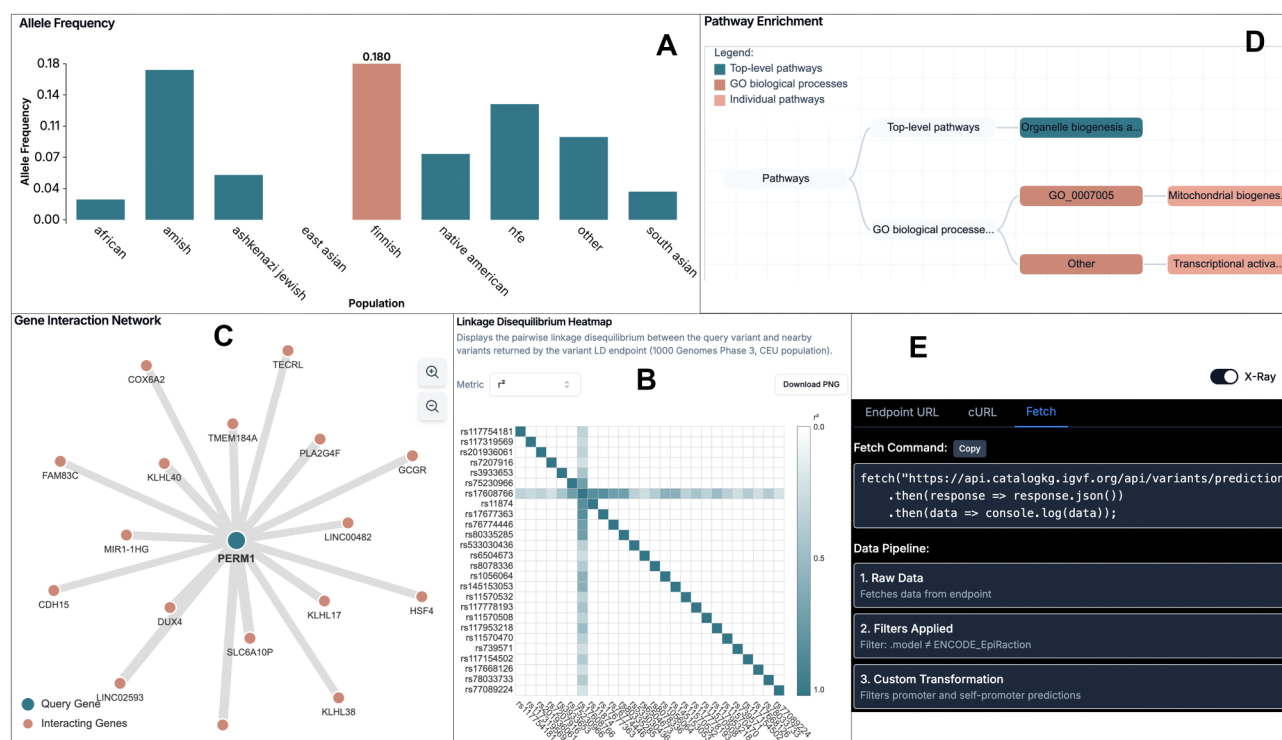 Allele Frequency
A
0.180
0.18
0.14
0.11
0.07
0.04
0.00
Allele Frequency
african
amish
ashkenazi jewish
east asian
finnish
native american
nfe
other
south asian
Population
Pathway Enrichment
D
Legend:
Top-level pathways
GO biological processes
Individual pathways
Pathways
Top-level pathways
Organelle biogenesis a...
GO biological processe...
GO_0007005
Mitochondrial biogenes.
Other
Transcriptional activa..
Gene Interaction Network
C
TECRL
COX6A2
TMEM184A
PLA2G4F
FAM83C
KLHL40
GCGR
MIR1-1HG
LINC00482
PERM1
CDH15
KLHL17
HSF4
DUX4
SLC6A10P
LINC02593
KLHL38
Query Gene
Interacting Genes
Linkage Disequilibrium Heatmap
Displays the pairwise linkage disequilibrium between the query variant and nearby
variants returned by the variant LD endpoint (1000 Genomes Phase 3, CEU population).
B
Metric
r²
Download PNG
r²
0.0
0.5
1.0
rs117754181
rs117319569
rs201936061
rs7207916
rs3933653
rs75230966
rs17608766
rs11874
rs17677363
rs76774446
rs80335285
rs533030436
rs6504673
rs8078336
rs1056064
rs145153053
rs11570532
rs117778193
rs11570508
rs117953218
rs11570470
rs739571
rs117154502
rs17668126
rs78033733
rs77089224
E
X-Ray
Endpoint URL
cURL
Fetch
Fetch Command:
Copy
fetch("https://api.catalogkg.igvf.org/api/variants/prediction
.then(response => response.json())
.then(data => console.log(data));
Data Pipeline:
1. Raw Data
Fetches data from endpoint
2. Filters Applied
Filter: .model ≠ ENCODE_EpiRaction
3. Custom Transformation
Filters promoter and self-promoter predictions